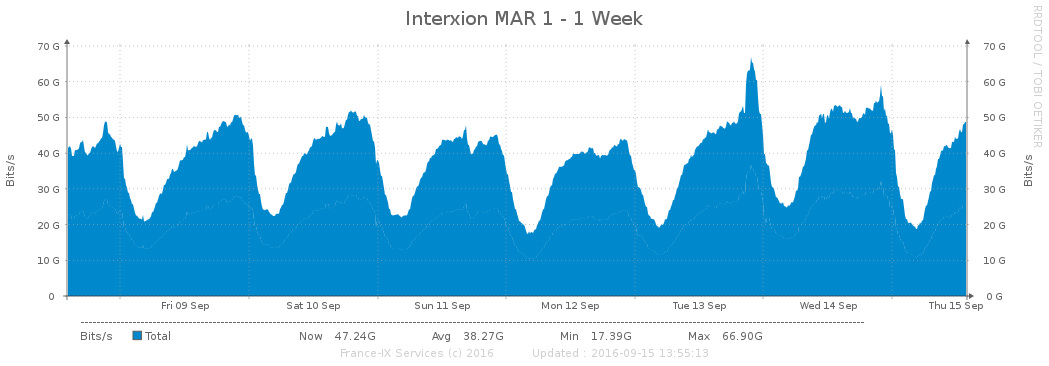 Interxion MAR 1 - 1 Week
RRDTOOL / TOBI OETIKER
Bits/s
70 G
60 G
50 G
40 G
30 G
20 G
10 G
0
70 G
60 G
50 G
40 G
30 G
20 G
10 G
0 G
Bits/s
Fri 09 Sep Sat 10 Sep Sun 11 Sep Mon 12 Sep Tue 13 Sep Wed 14 Sep Thu 15 Sep
Bits/s Total Now 47.24G Avg 38.27G Min 17.39G Max 66.90G
France-IX Services (c) 2016 Updated : 2016-09-15 13:55:13